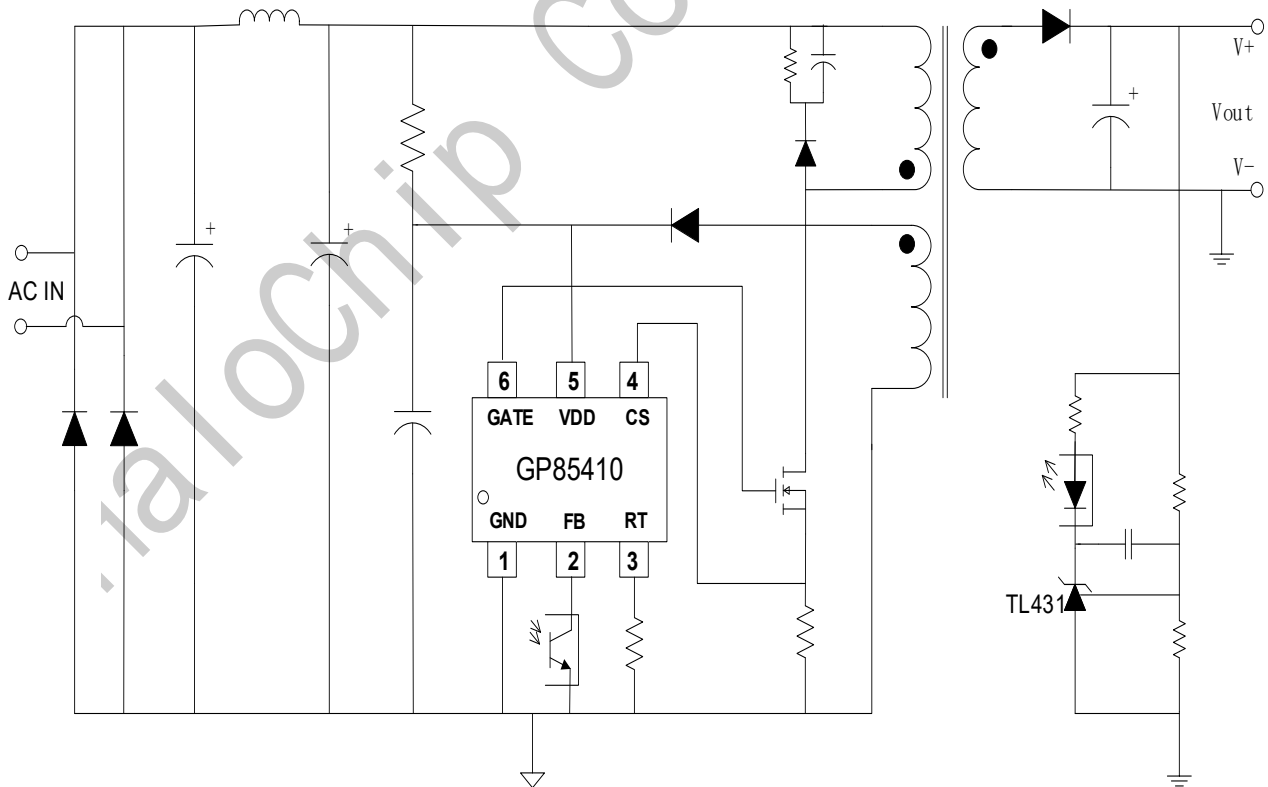 V+
Vout
V-
AC IN
+
+
+
6 5 4
GATE VDD CS
GP85410
GND FB RT
1 2 3
TL431